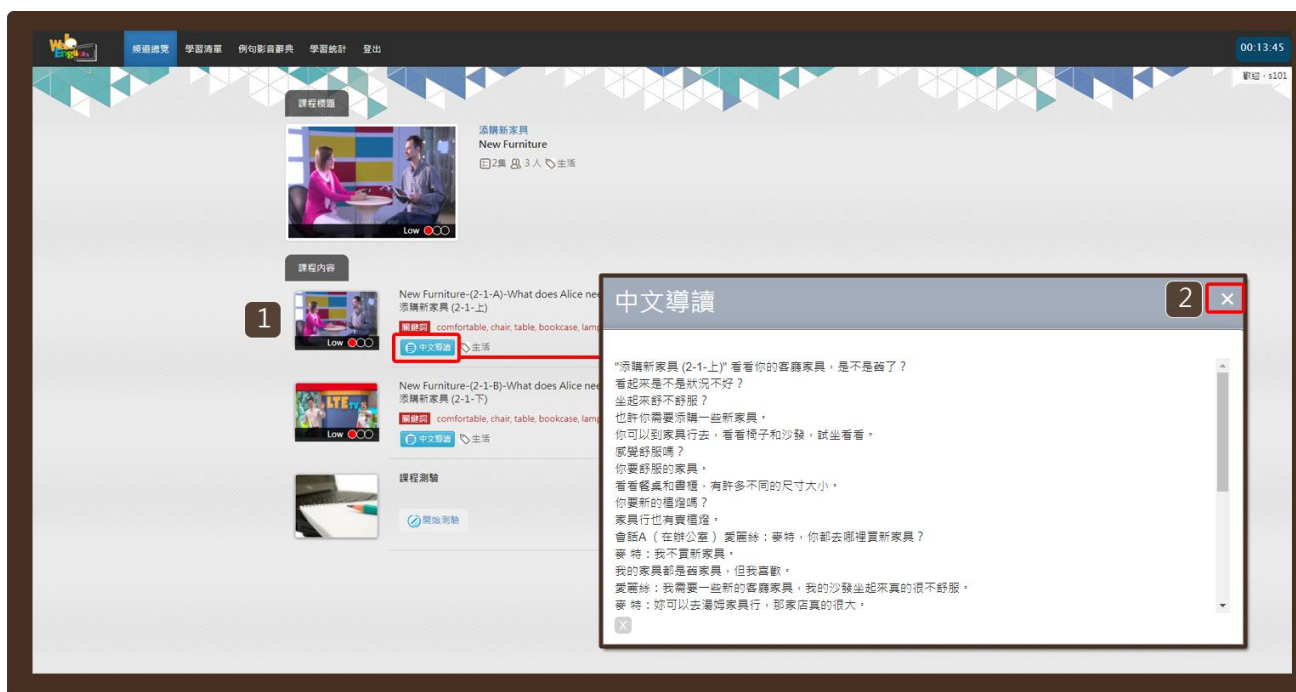 Web English
頻道總覽 學習清單 例句影音辭典 學習統計 登出
00:13:45
歡迎，s101
課程標題
添購新家具
New Furniture
2集 3 人 生活
Low
課程內容
1
New Furniture-(2-1-A)-What does Alice nee
添購新家具 (2-1-上)
關鍵詞 comfortable, chair, table, bookcase, lamp
中文導讀 生活
Low
New Furniture-(2-1-B)-What does Alice nee
添購新家具 (2-1-下)
關鍵詞 comfortable, chair, table, bookcase, lamp
中文導讀 生活
LTE TV
Low
課程測驗
開始測驗
中文導讀
2
"添購新家具 (2-1-上)" 看看你的客廳家具，是不是舊了？
看起來是不是狀況不好？
坐起來舒不舒服？
也許你需要添購一些新家具。
你可以到家具行去，看看椅子和沙發，試坐看看。
感覺舒服嗎？
你要舒服的家具。
看看餐桌和書櫃，有許多不同的尺寸大小。
你要新的檯燈嗎？
家具行也有賣檯燈。
會話A （在辦公室） 愛麗絲：麥特，你都去哪裡買新家具？
麥 特：我不買新家具。
我的家具都是舊家具，但我喜歡。
愛麗絲：我需要一些新的客廳家具，我的沙發坐起來真的很不舒服。
麥 特：妳可以去湯姆家具行，那家店真的很大。
X